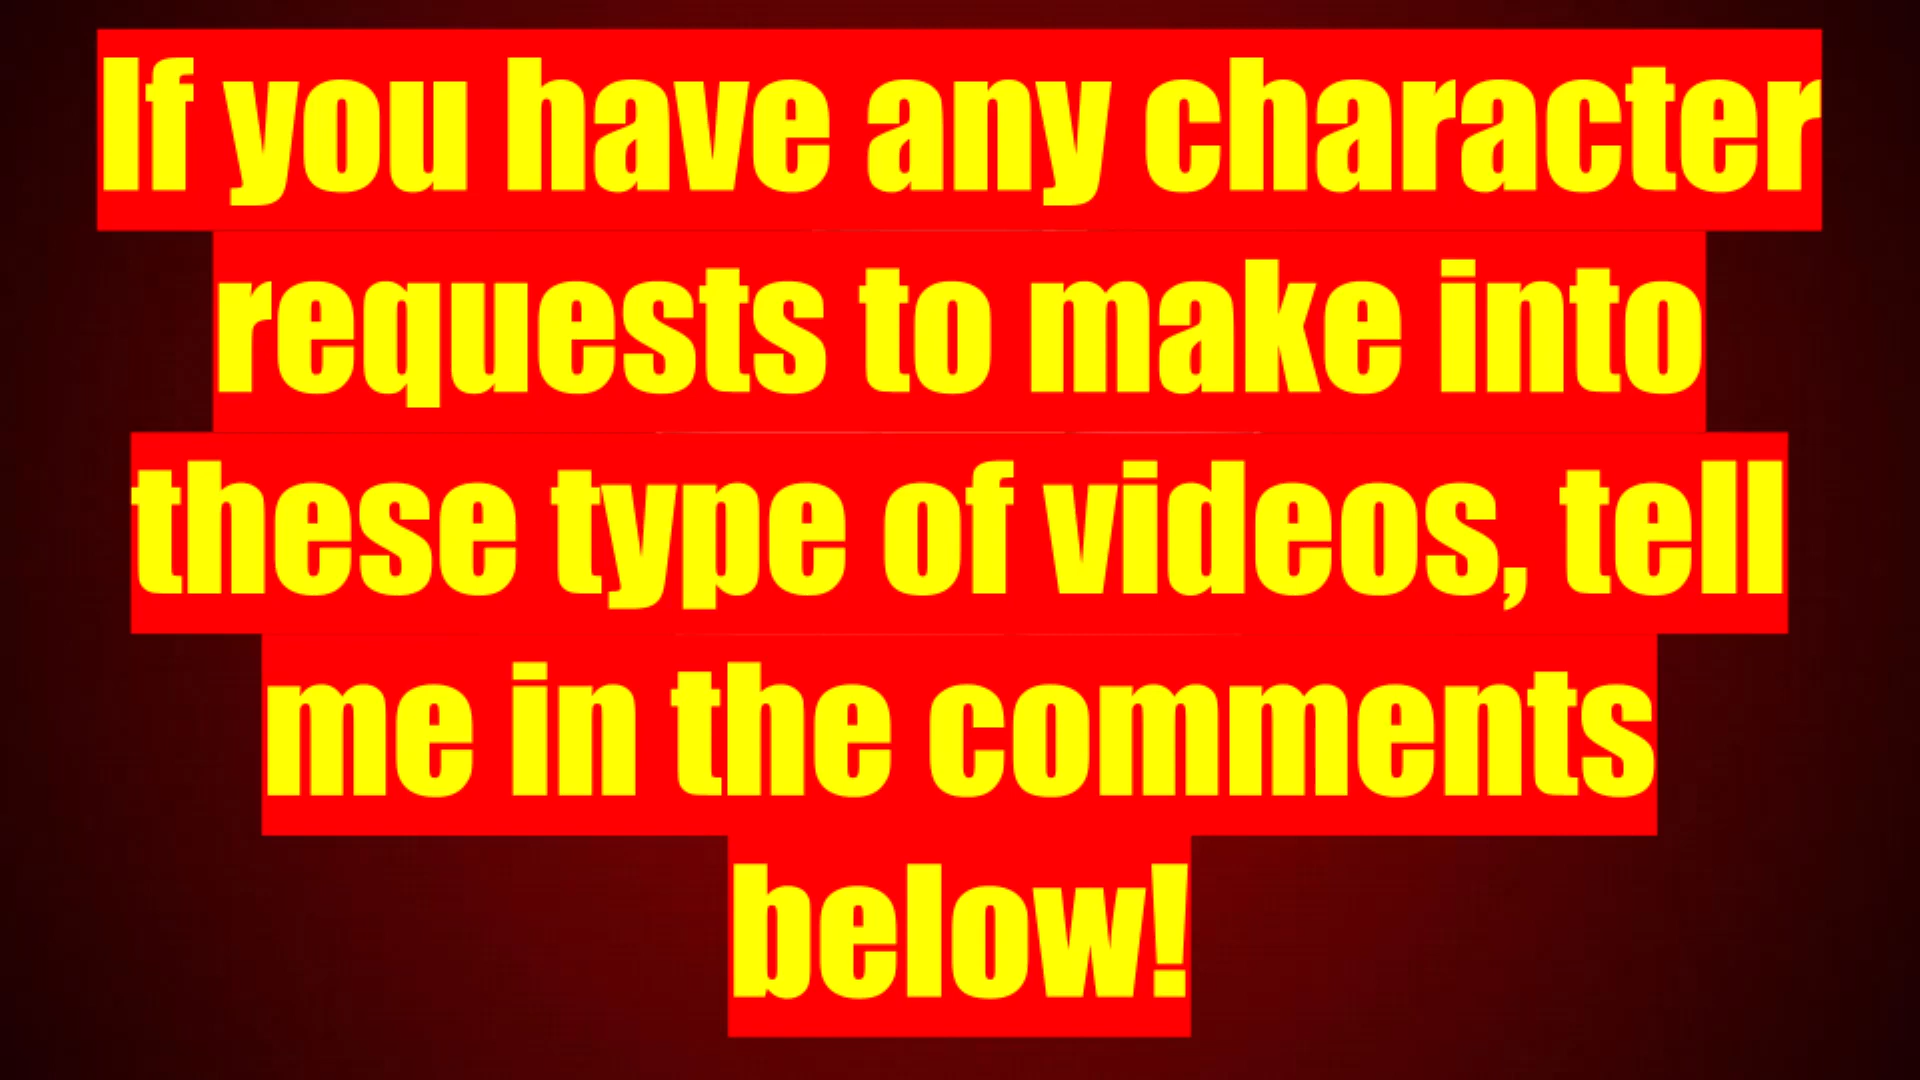 If you have any character
requests to make into
these type of videos, tell
me in the comments
below!